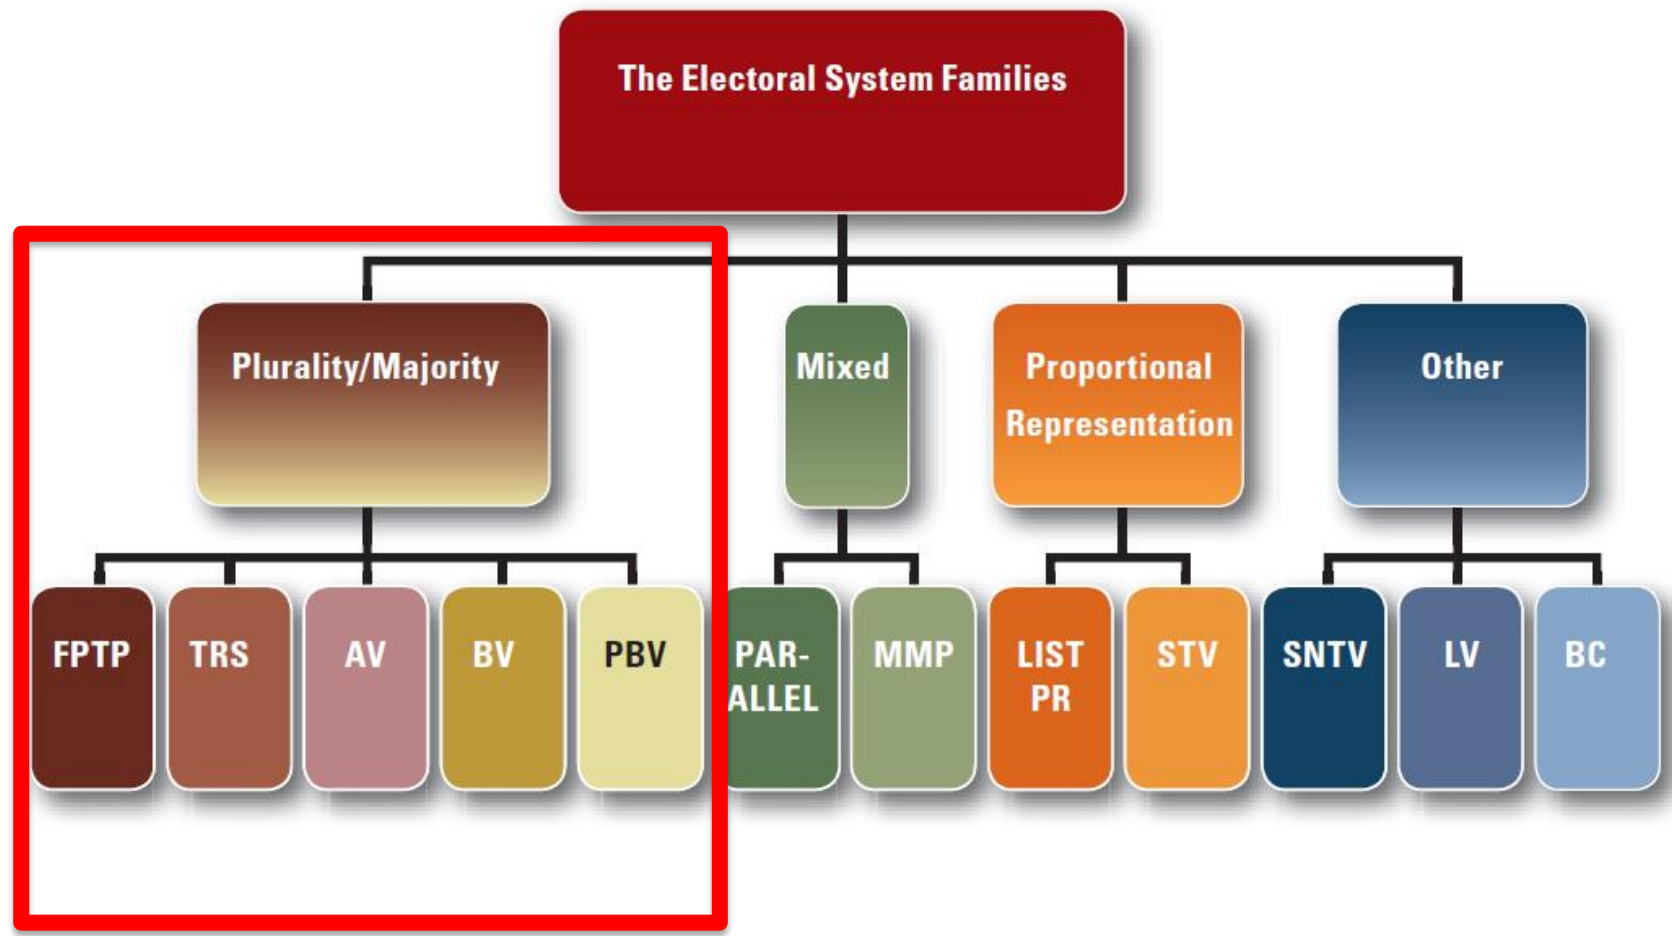 The Electoral System Families
Plurality/Majority
Mixed
Proportional
Representation
Other
FPTP
TRS
AV
BV
PBV
PAR-
ALLEL
MMP
LIST
PR
STV
SNTV
LV
BC